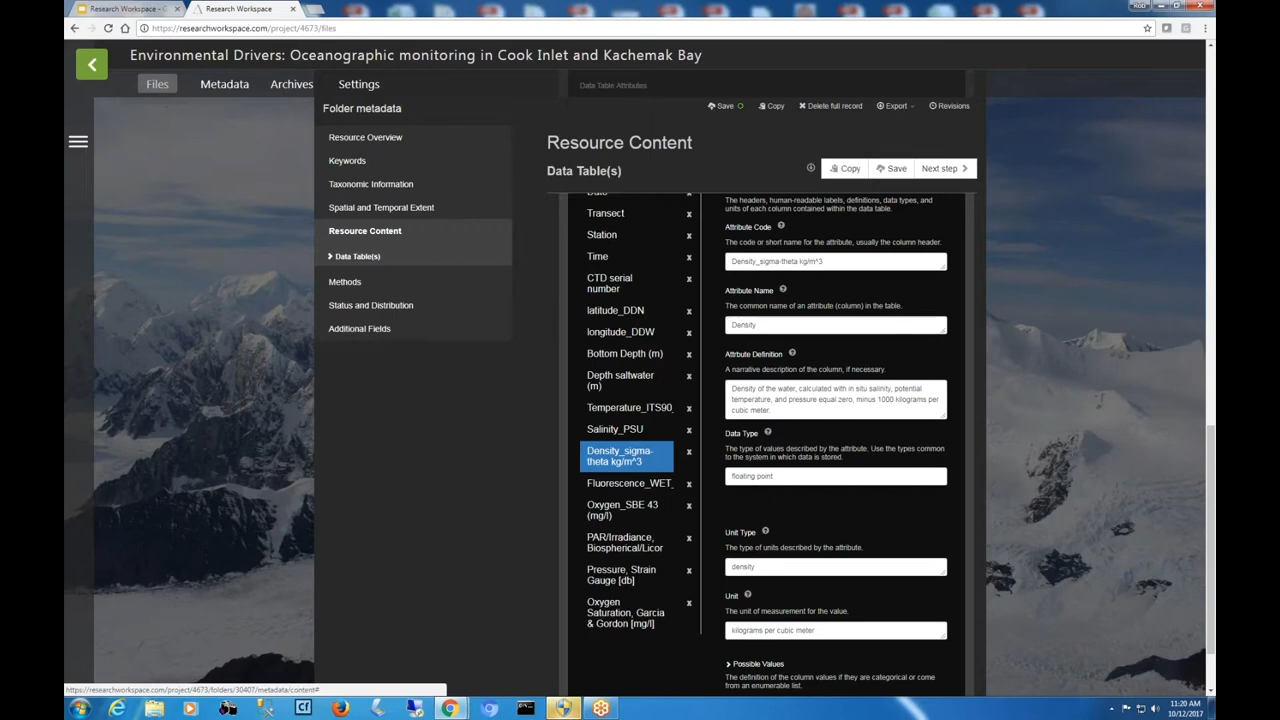 Research Workspace - C
Research Workspace
Rob
https://researchworkspace.com/project/4673/files
Environmental Drivers: Oceanographic monitoring in Cook Inlet and Kachemak Bay
Files
Metadata
Archives
Settings
Data Table Attributes
Folder metadata
Save
Copy
Delete full record
Export
Revisions
Resource Overview
Keywords
Taxonomic Information
Spatial and Temporal Extent
Resource Content
Data Table(s)
Methods
Status and Distribution
Additional Fields
Resource Content
Data Table(s)
Copy
Save
Next step
Date
Transect x
Station x
Time x
CTD serial x
number
latitude_DDN x
longitude_DDW x
Bottom Depth (m) x
Depth saltwater x
(m)
Temperature_ITS90_ x
Salinity_PSU x
Density_sigma- x
theta kg/m^3
Fluorescence_WET_ x
Oxygen_SBE 43 x
(mg/l)
PAR/Irradiance, x
Biospherical/Licor
Pressure, Strain x
Gauge [db]
Oxygen x
Saturation, Garcia
& Gordon [mg/l]
The headers, human-readable labels, definitions, data types, and
units of each column contained within the data table.
Attribute Code
The code or short name for the attribute, usually the column header.
Density_sigma-theta kg/m^3
Attribute Name
The common name of an attribute (column) in the table.
Density
Attrbute Definition
A narrative description of the column, if necessary.
Density of the water, calculated with in situ salinity, potential
temperature, and pressure equal zero, minus 1000 kilograms per
cubic meter.
Data Type
The type of values described by the attribute. Use the types common
to the system in which data is stored.
floating point
Unit Type
The type of units described by the attribute.
density
Unit
The unit of measurement for the value.
kilograms per cubic meter
Possible Values
The definition of the column values if they are categorical or come
from an enumerable list.
https://researchworkspace.com/project/4673/folders/30407/metadata/content#
Cf
11:20 AM
10/12/2017